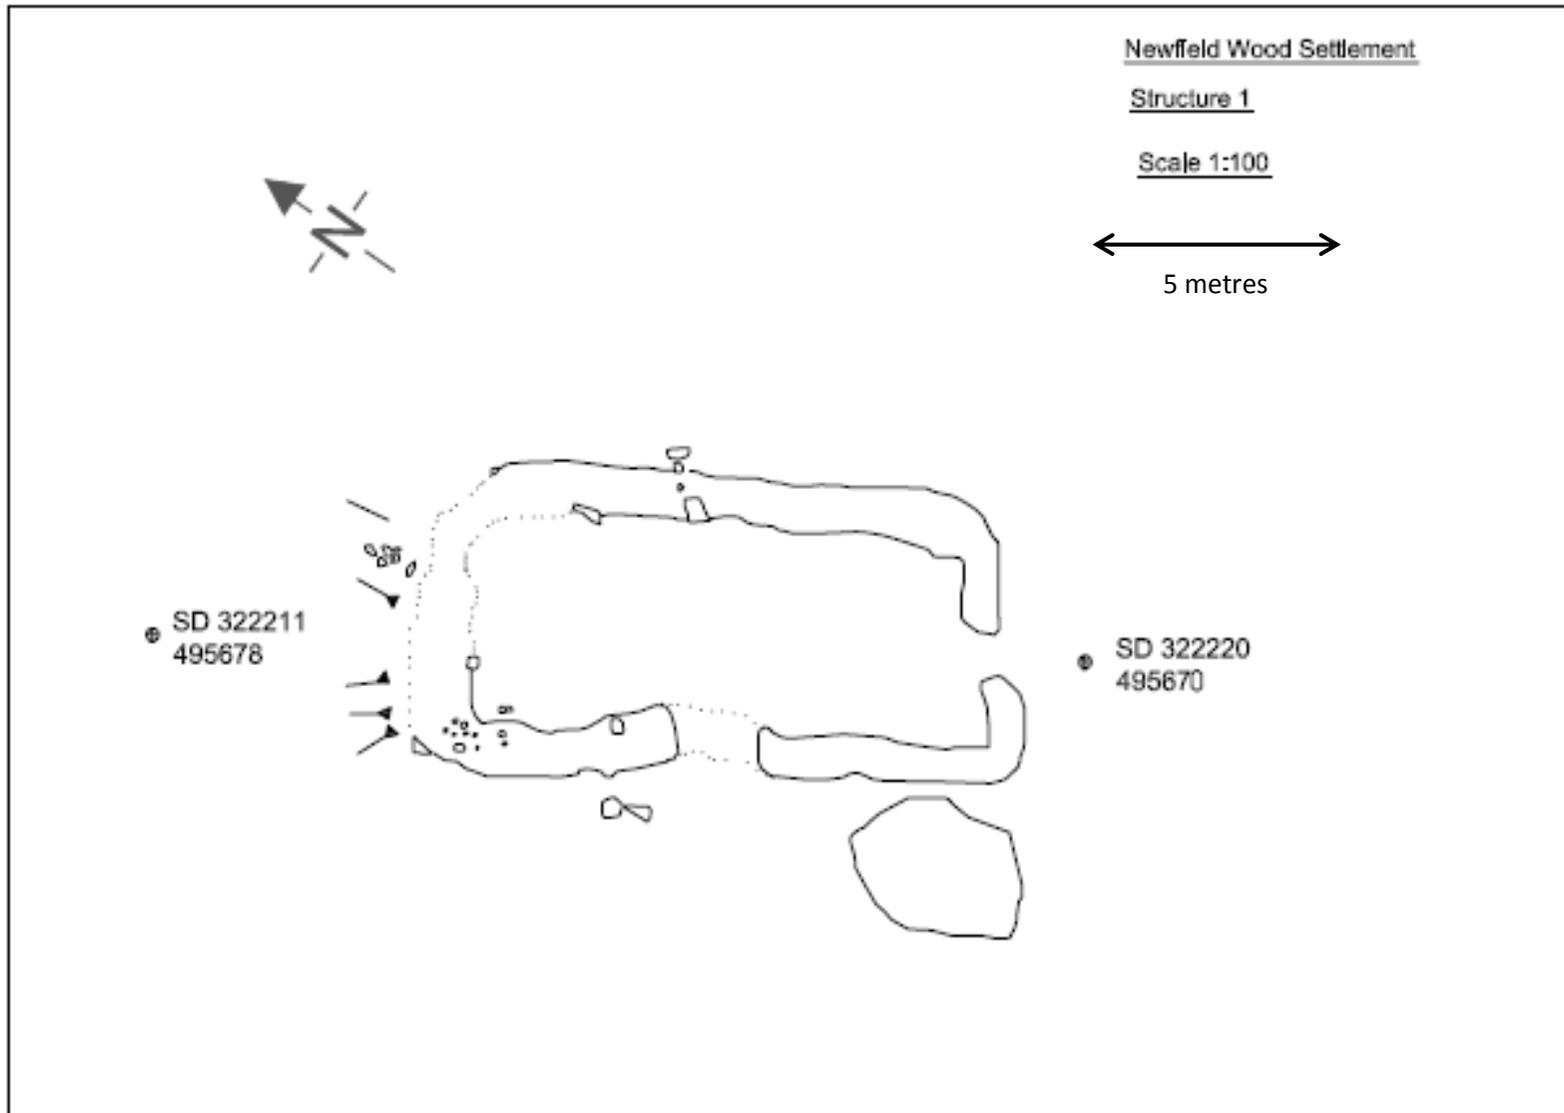 Newffeld Wood Settlement
Structure 1
Scale 1:100
5 metres
N
SD 322211
495678
SD 322220
495670